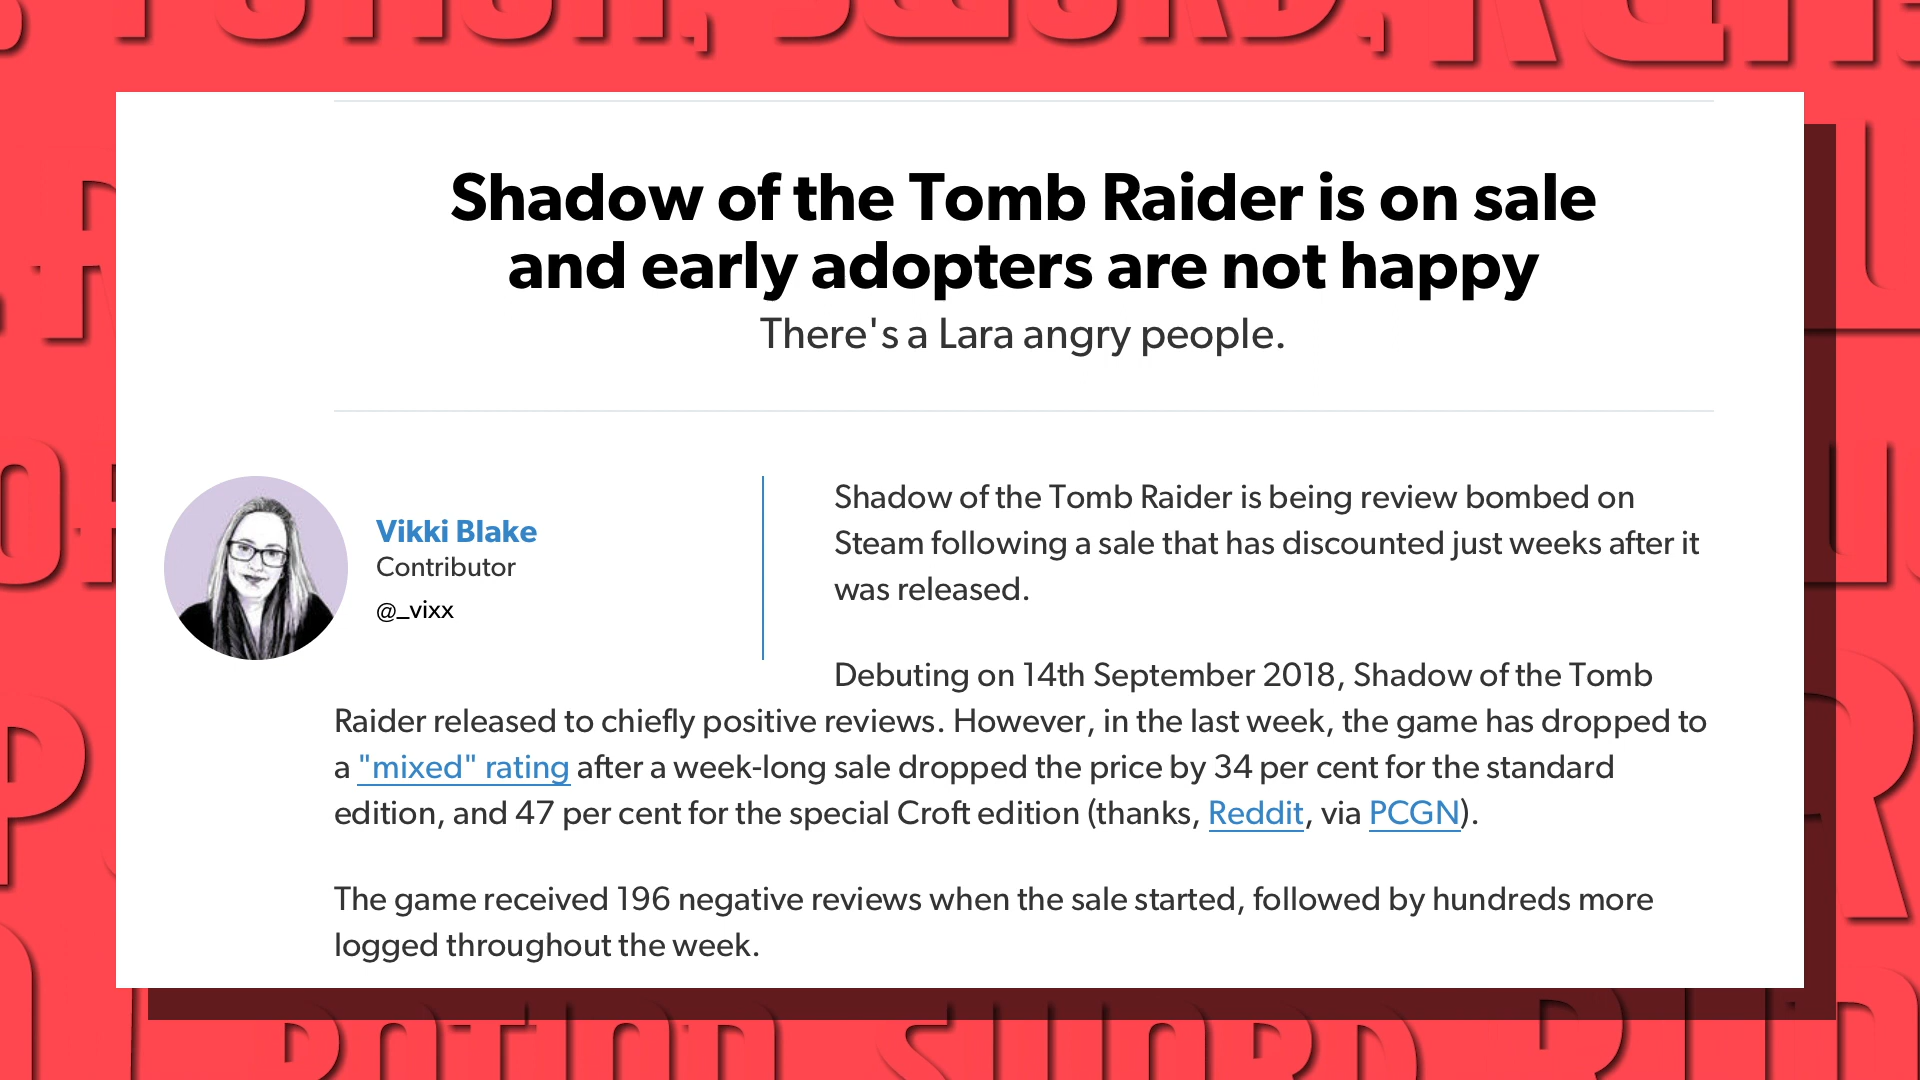 Shadow of the Tomb Raider is on sale
and early adopters are not happy
There's a Lara angry people.
Vikki Blake
Contributor
@_vixx
Shadow of the Tomb Raider is being review bombed on
Steam following a sale that has discounted just weeks after it
was released.
Debuting on 14th September 2018, Shadow of the Tomb
Raider released to chiefly positive reviews. However, in the last week, the game has dropped to
a "mixed" rating after a week-long sale dropped the price by 34 per cent for the standard
edition, and 47 per cent for the special Croft edition (thanks, Reddit, via PCGN).
The game received 196 negative reviews when the sale started, followed by hundreds more
logged throughout the week.